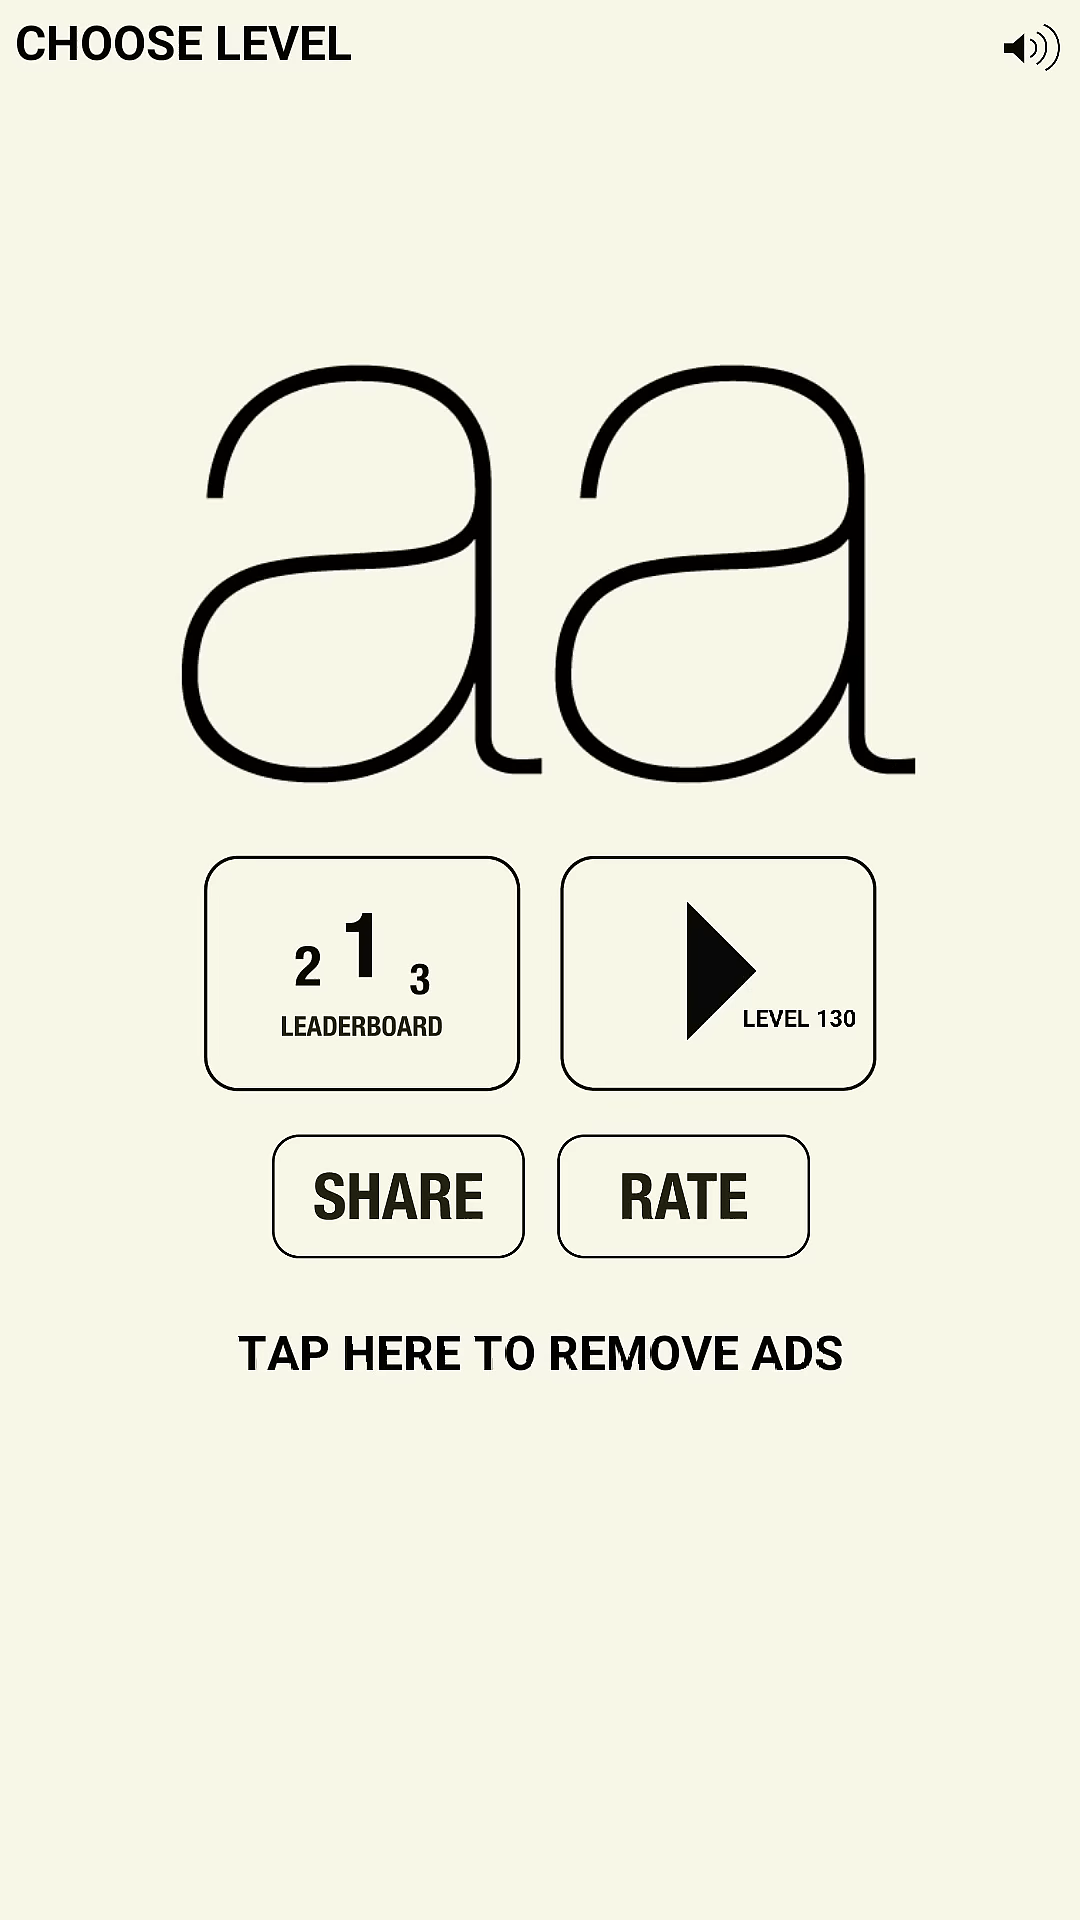 CHOOSE LEVEL
aa
2 1 3
LEADERBOARD
LEVEL 130
SHARE
RATE
TAP HERE TO REMOVE ADS